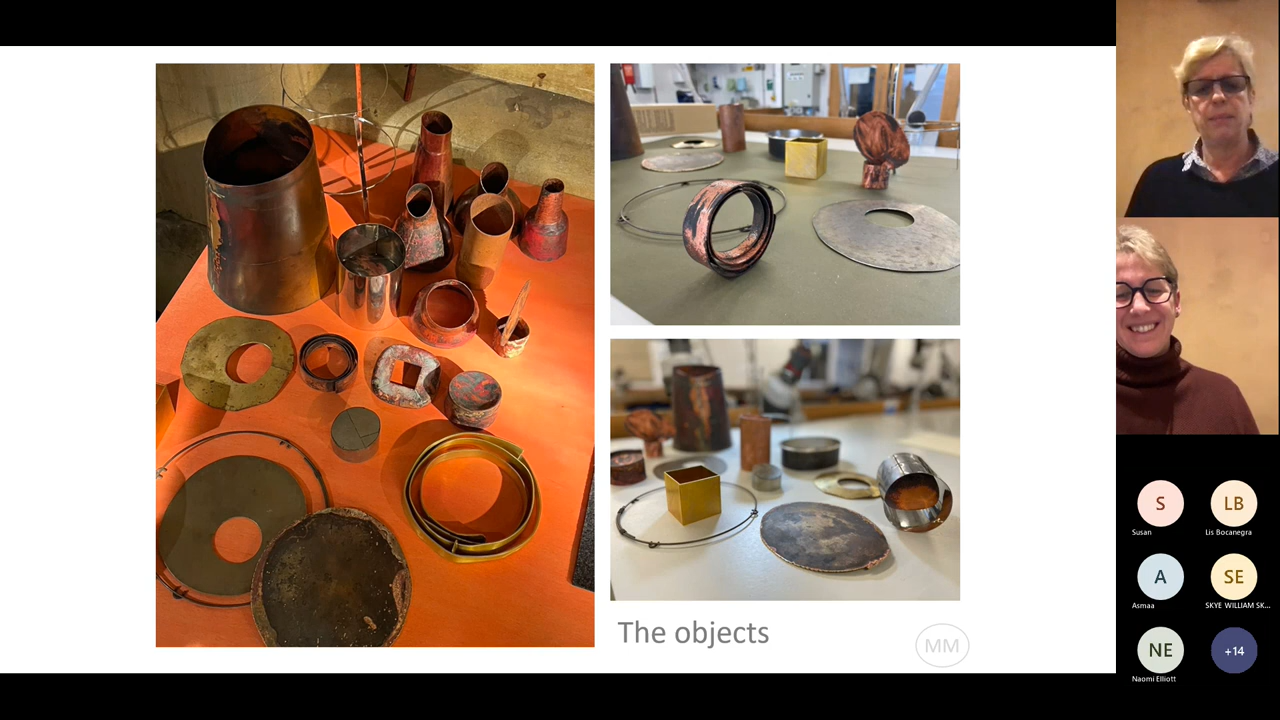 The objects
MM
S
LB
Susan
Lis Bocanegra
A
SE
Asmaa
SKYE WILLIAM SK...
NE
+14
Naomi Elliott